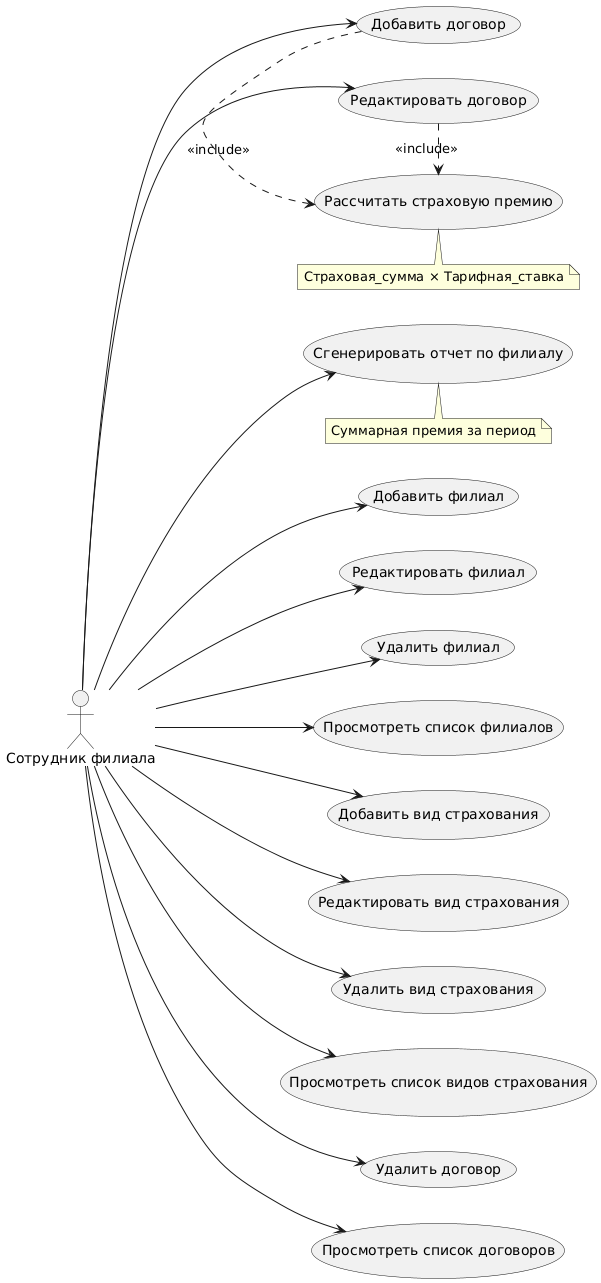 Добавить договор
Редактировать договор
«include»
«include»
Рассчитать страховую премию
Страховая_сумма × Тарифная_ставка
Сгенерировать отчет по филиалу
Суммарная премия за период
Добавить филиал
Редактировать филиал
Удалить филиал
Просмотреть список филиалов
Сотрудник филиала
Добавить вид страхования
Редактировать вид страхования
Удалить вид страхования
Просмотреть список видов страхования
Удалить договор
Просмотреть список договоров